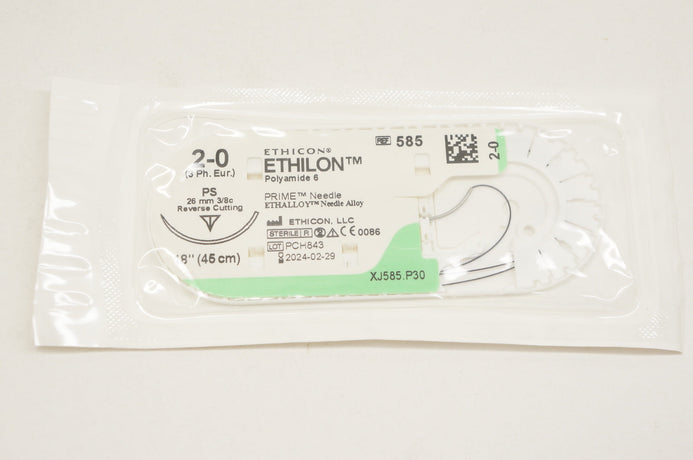 2-0
(3 Ph. Eur.)
PS
26 mm 3/8c
Reverse Cutting
18" (45 cm)
ETHICON®
ETHILON™
Polyamide 6
PRIME™ Needle
ETHALLOY™ Needle Alloy
ETHICON, LLC
STERILE R 2 CE 0086
LOT PCH843
2024-02-29
REF 585
2-0
XJ585.P30